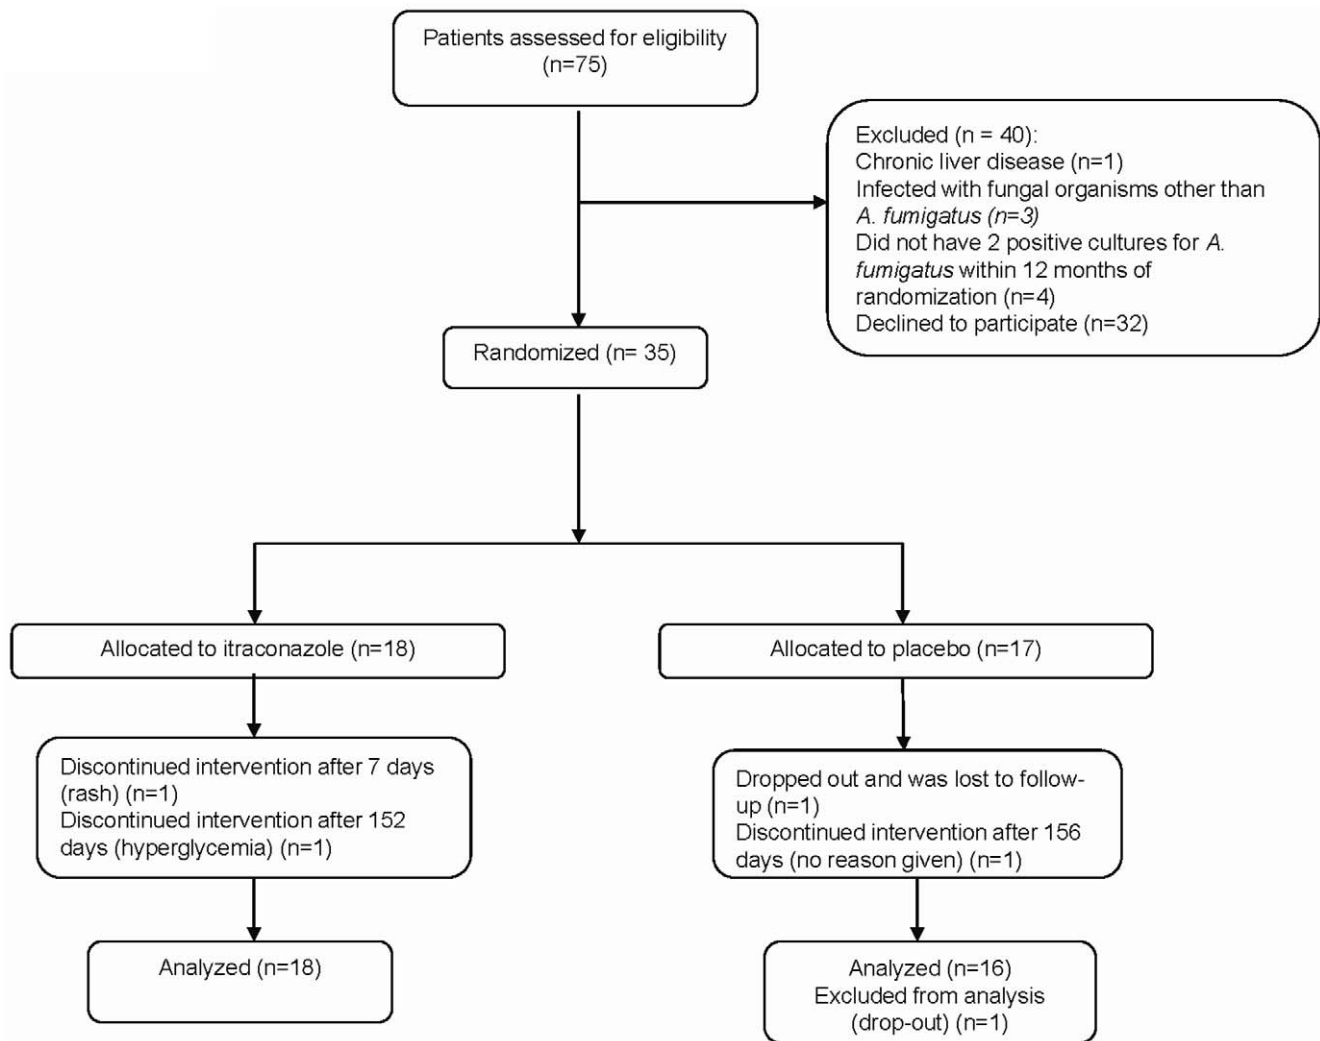 Patients assessed for eligibility
(n=75)
Excluded (n = 40):
Chronic liver disease (n=1)
Infected with fungal organisms other than
A. fumigatus (n=3)
Did not have 2 positive cultures for A.
fumigatus within 12 months of
randomization (n=4)
Declined to participate (n=32)
Randomized (n= 35)
Allocated to itraconazole (n=18)
Allocated to placebo (n=17)
Discontinued intervention after 7 days
(rash) (n=1)
Discontinued intervention after 152
days (hyperglycemia) (n=1)
Dropped out and was lost to follow-
up (n=1)
Discontinued intervention after 156
days (no reason given) (n=1)
Analyzed (n=18)
Analyzed (n=16)
Excluded from analysis
(drop-out) (n=1)